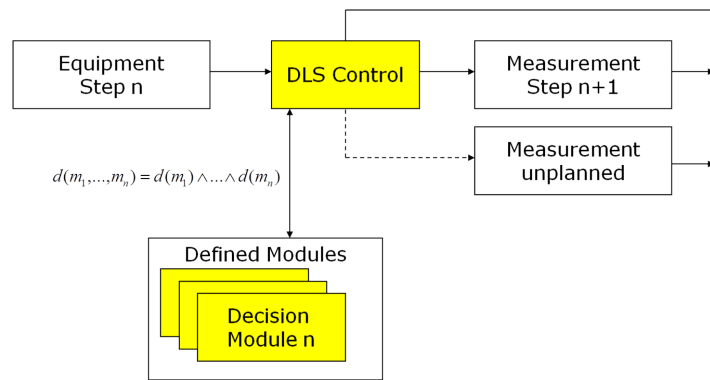 Equipment
Step n
DLS Control
Measurement
Step n+1
Measurement
unplanned
d(m₁,...,mₙ) = d(m₁) ∧ ... ∧ d(mₙ)
Defined Modules
Decision
Module n